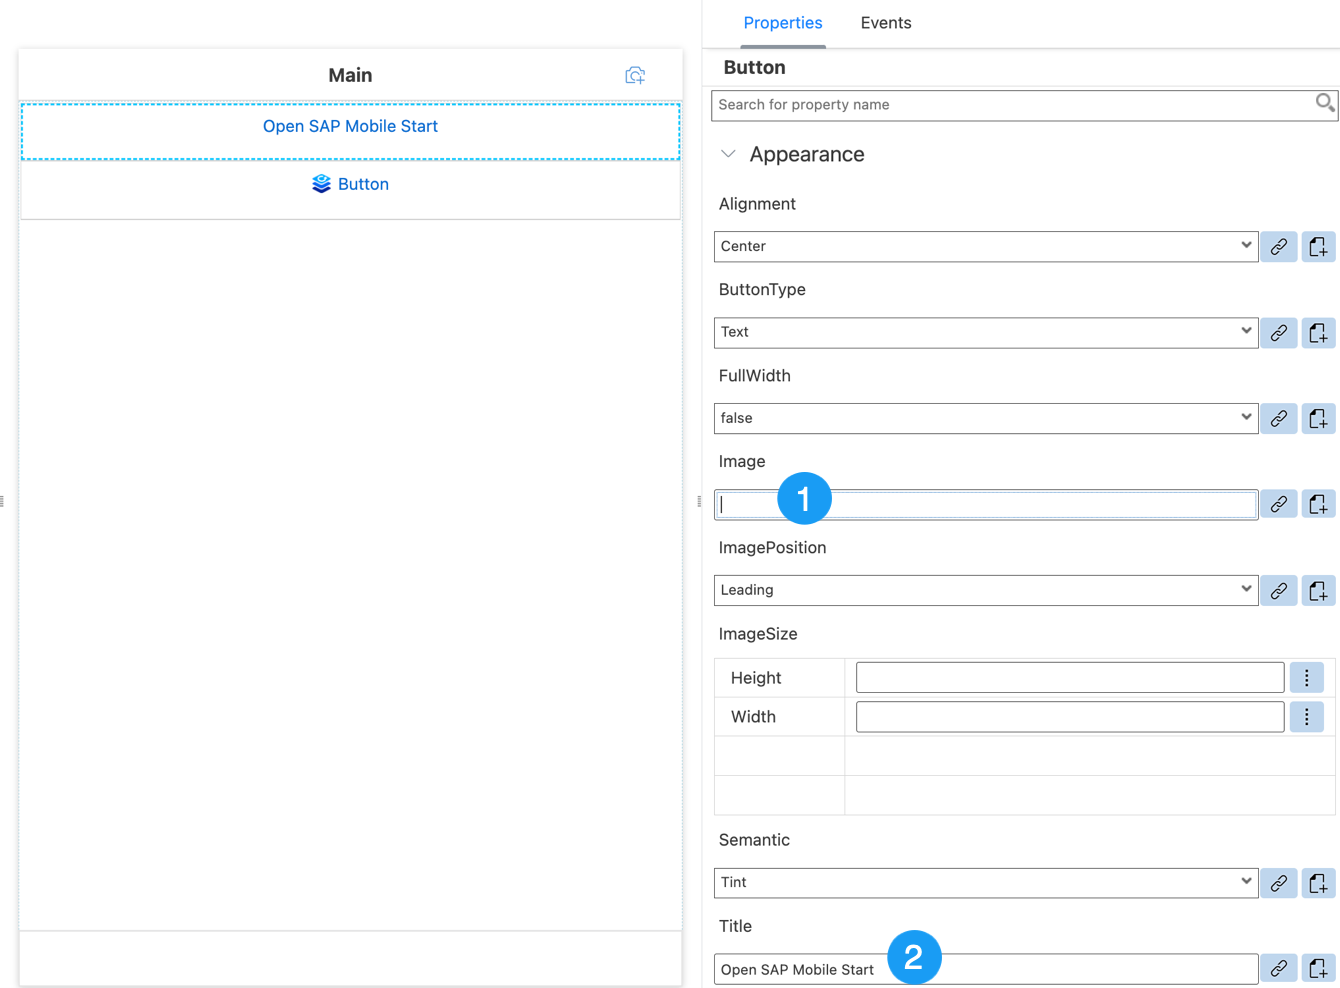 Main
Open SAP Mobile Start
Button
Properties Events
Button
Search for property name
Appearance
Alignment
Center
ButtonType
Text
FullWidth
false
Image
1
ImagePosition
Leading
ImageSize
Height
Width
Semantic
Tint
Title
Open SAP Mobile Start 2